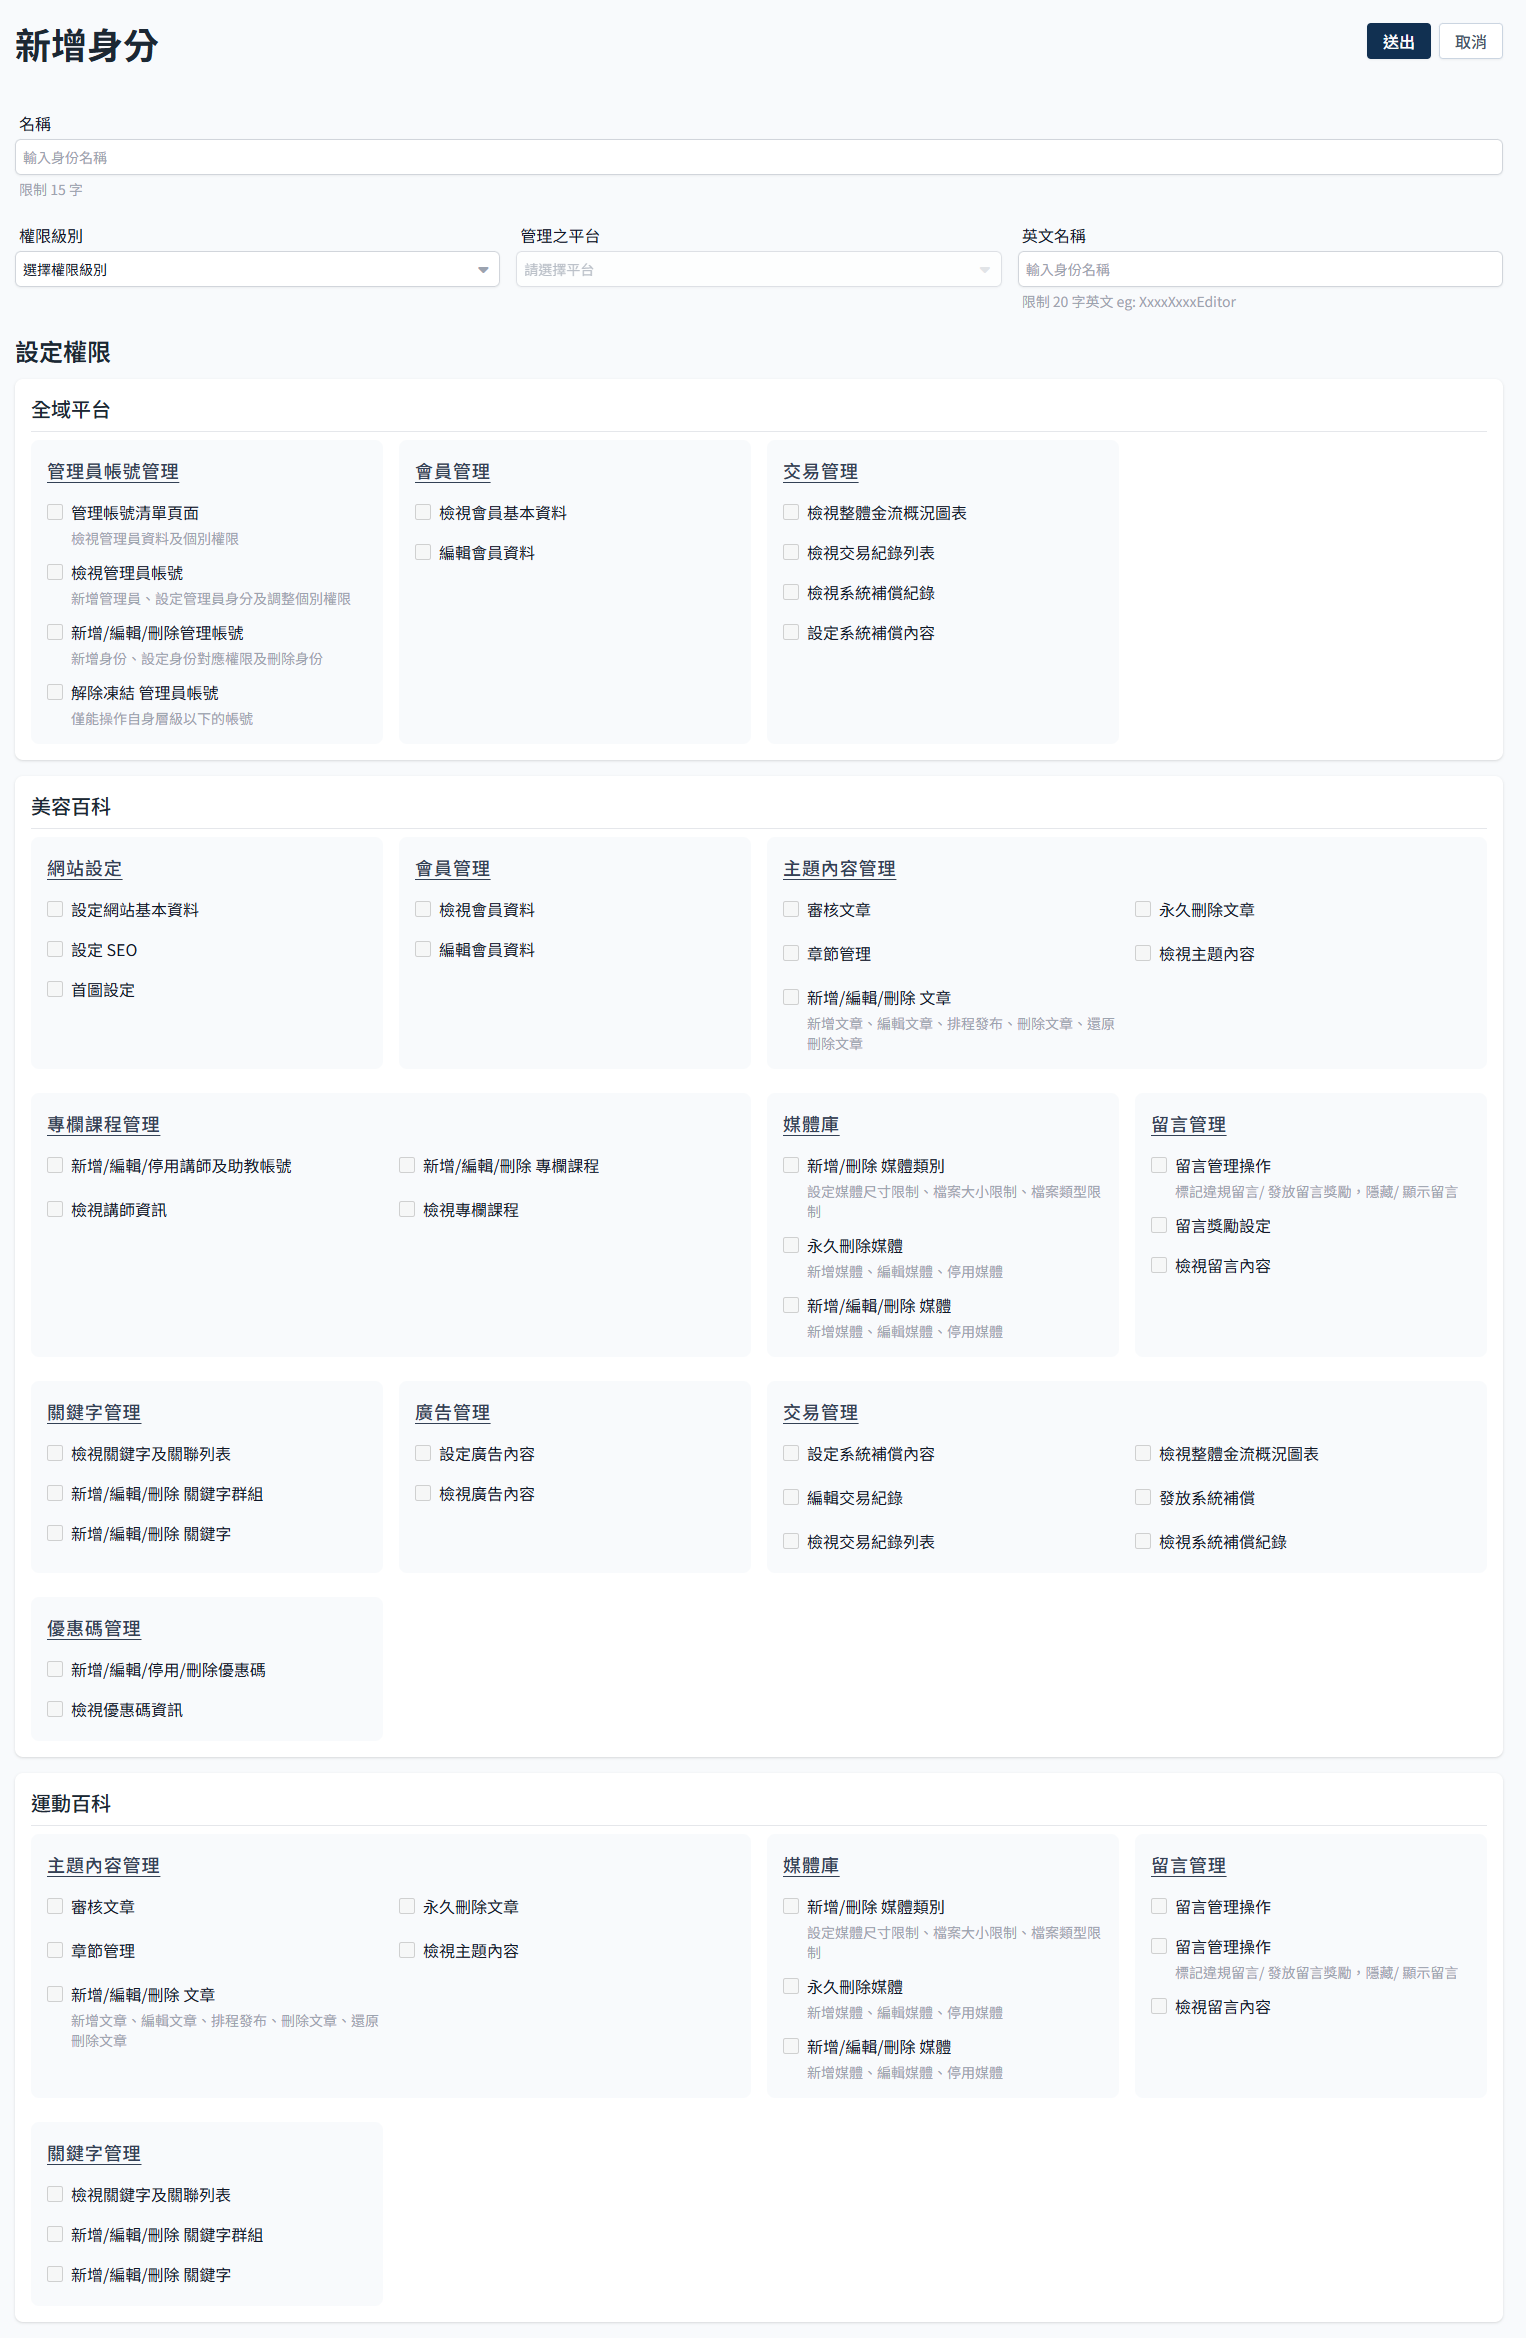 新增身分
送出
取消
名稱
輸入身份名稱
限制 15 字
權限級別
管理之平台
英文名稱
選擇權限級別
請選擇平台
輸入身份名稱
限制 20 字英文 eg: XxxxXxxxEditor
設定權限
全域平台
管理員帳號管理
管理帳號清單頁面
檢視管理員資料及個別權限
檢視管理員帳號
新增管理員、設定管理員身分及調整個別權限
新增/編輯/刪除管理帳號
新增身份、設定身份對應權限及刪除身份
解除凍結 管理員帳號
僅能操作自身層級以下的帳號
會員管理
檢視會員基本資料
編輯會員資料
交易管理
檢視整體金流概況圖表
檢視交易紀錄列表
檢視系統補償紀錄
設定系統補償內容
美容百科
網站設定
設定網站基本資料
設定 SEO
首圖設定
會員管理
檢視會員資料
編輯會員資料
主題內容管理
審核文章
永久刪除文章
章節管理
檢視主題內容
新增/編輯/刪除 文章
新增文章、編輯文章、排程發布、刪除文章、還原
刪除文章
專欄課程管理
新增/編輯/停用講師及助教帳號
新增/編輯/刪除 專欄課程
檢視講師資訊
檢視專欄課程
媒體庫
新增/刪除 媒體類別
設定媒體尺寸限制、檔案大小限制、檔案類型限
制
永久刪除媒體
新增媒體、編輯媒體、停用媒體
新增/編輯/刪除 媒體
新增媒體、編輯媒體、停用媒體
留言管理
留言管理操作
標記違規留言/ 發放留言獎勵，隱藏/ 顯示留言
留言獎勵設定
檢視留言內容
關鍵字管理
檢視關鍵字及關聯列表
新增/編輯/刪除 關鍵字群組
新增/編輯/刪除 關鍵字
廣告管理
設定廣告內容
檢視廣告內容
交易管理
設定系統補償內容
檢視整體金流概況圖表
編輯交易紀錄
發放系統補償
檢視交易紀錄列表
檢視系統補償紀錄
優惠碼管理
新增/編輯/停用/刪除優惠碼
檢視優惠碼資訊
運動百科
主題內容管理
審核文章
永久刪除文章
章節管理
檢視主題內容
新增/編輯/刪除 文章
新增文章、編輯文章、排程發布、刪除文章、還原
刪除文章
媒體庫
新增/刪除 媒體類別
設定媒體尺寸限制、檔案大小限制、檔案類型限
制
永久刪除媒體
新增媒體、編輯媒體、停用媒體
新增/編輯/刪除 媒體
新增媒體、編輯媒體、停用媒體
留言管理
留言管理操作
留言管理操作
標記違規留言/ 發放留言獎勵，隱藏/ 顯示留言
檢視留言內容
關鍵字管理
檢視關鍵字及關聯列表
新增/編輯/刪除 關鍵字群組
新增/編輯/刪除 關鍵字